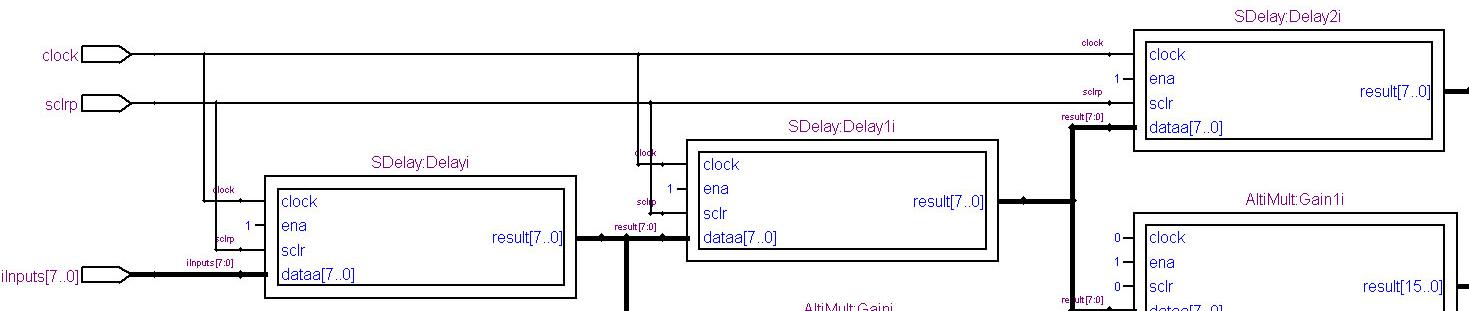 SDelay:Delay2i
clock
clock
clock
1
ena
result[7..0]
sclrp
sclrp
sclr
result[7:0]
dataa[7..0]
SDelay:Delay1i
clock
clock
1
ena
sclrp
sclr
result[7..0]
result[7:0]
dataa[7..0]
SDelay:Delayi
clock
clock
1
ena
sclrp
sclr
result[7..0]
iInputs[7..0]
iInputs[7:0]
dataa[7..0]
AltiMult:Gain1i
0
clock
1
ena
0
sclr
result[15..0]
result[7:0]
dataa[7..0]
AltiMult:Gaini